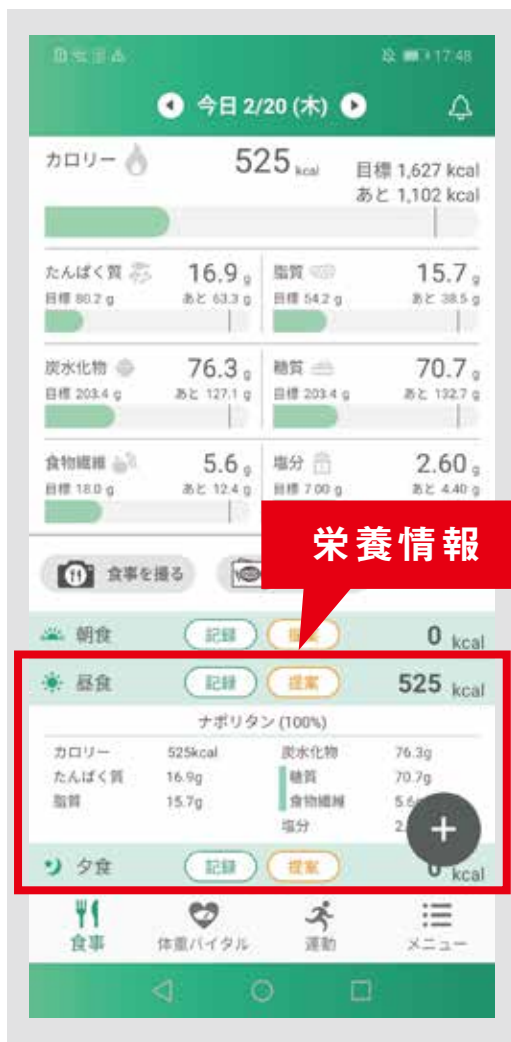 17:48
今日 2/20 (木)
カロリー 525 kcal 目標 1,627 kcal
あと 1,102 kcal
たんぱく質 16.9 g 脂質 15.7 g
目標 80.2 g あと 63.3 g 目標 54.2 g あと 38.5 g
炭水化物 76.3 g 糖質 70.7 g
目標 203.4 g あと 127.1 g 目標 203.4 g あと 132.7 g
食物繊維 5.6 g 塩分 2.60 g
目標 18.0 g あと 12.4 g 目標 7.00 g あと 4.40 g
栄養情報
食事を撮る
朝食 記録 0 kcal
昼食 記録 提案 525 kcal
ナポリタン (100%)
カロリー 525kcal 炭水化物 76.3g
たんぱく質 16.9g 糖質 70.7g
脂質 15.7g 食物繊維 5.6
塩分 2.
夕食 記録 提案 0 kcal
食事 体重バイタル 運動 メニュー